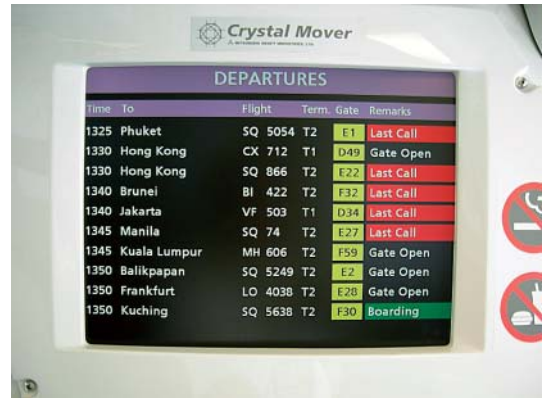 Crystal Mover
DEPARTURES
Time To Flight Term. Gate Remarks
1325 Phuket SQ 5054 T2 E1 Last Call
1330 Hong Kong CX 712 T1 D49 Gate Open
1330 Hong Kong SQ 866 T2 E22 Last Call
1340 Brunei BI 422 T2 F32 Last Call
1340 Jakarta VF 503 T1 D34 Last Call
1345 Manila SQ 74 T2 E27 Last Call
1345 Kuala Lumpur MH 606 T2 F59 Gate Open
1350 Balikpapan SQ 5249 T2 E2 Gate Open
1350 Frankfurt LO 4038 T2 E28 Gate Open
1350 Kuching SQ 5638 T2 F30 Boarding